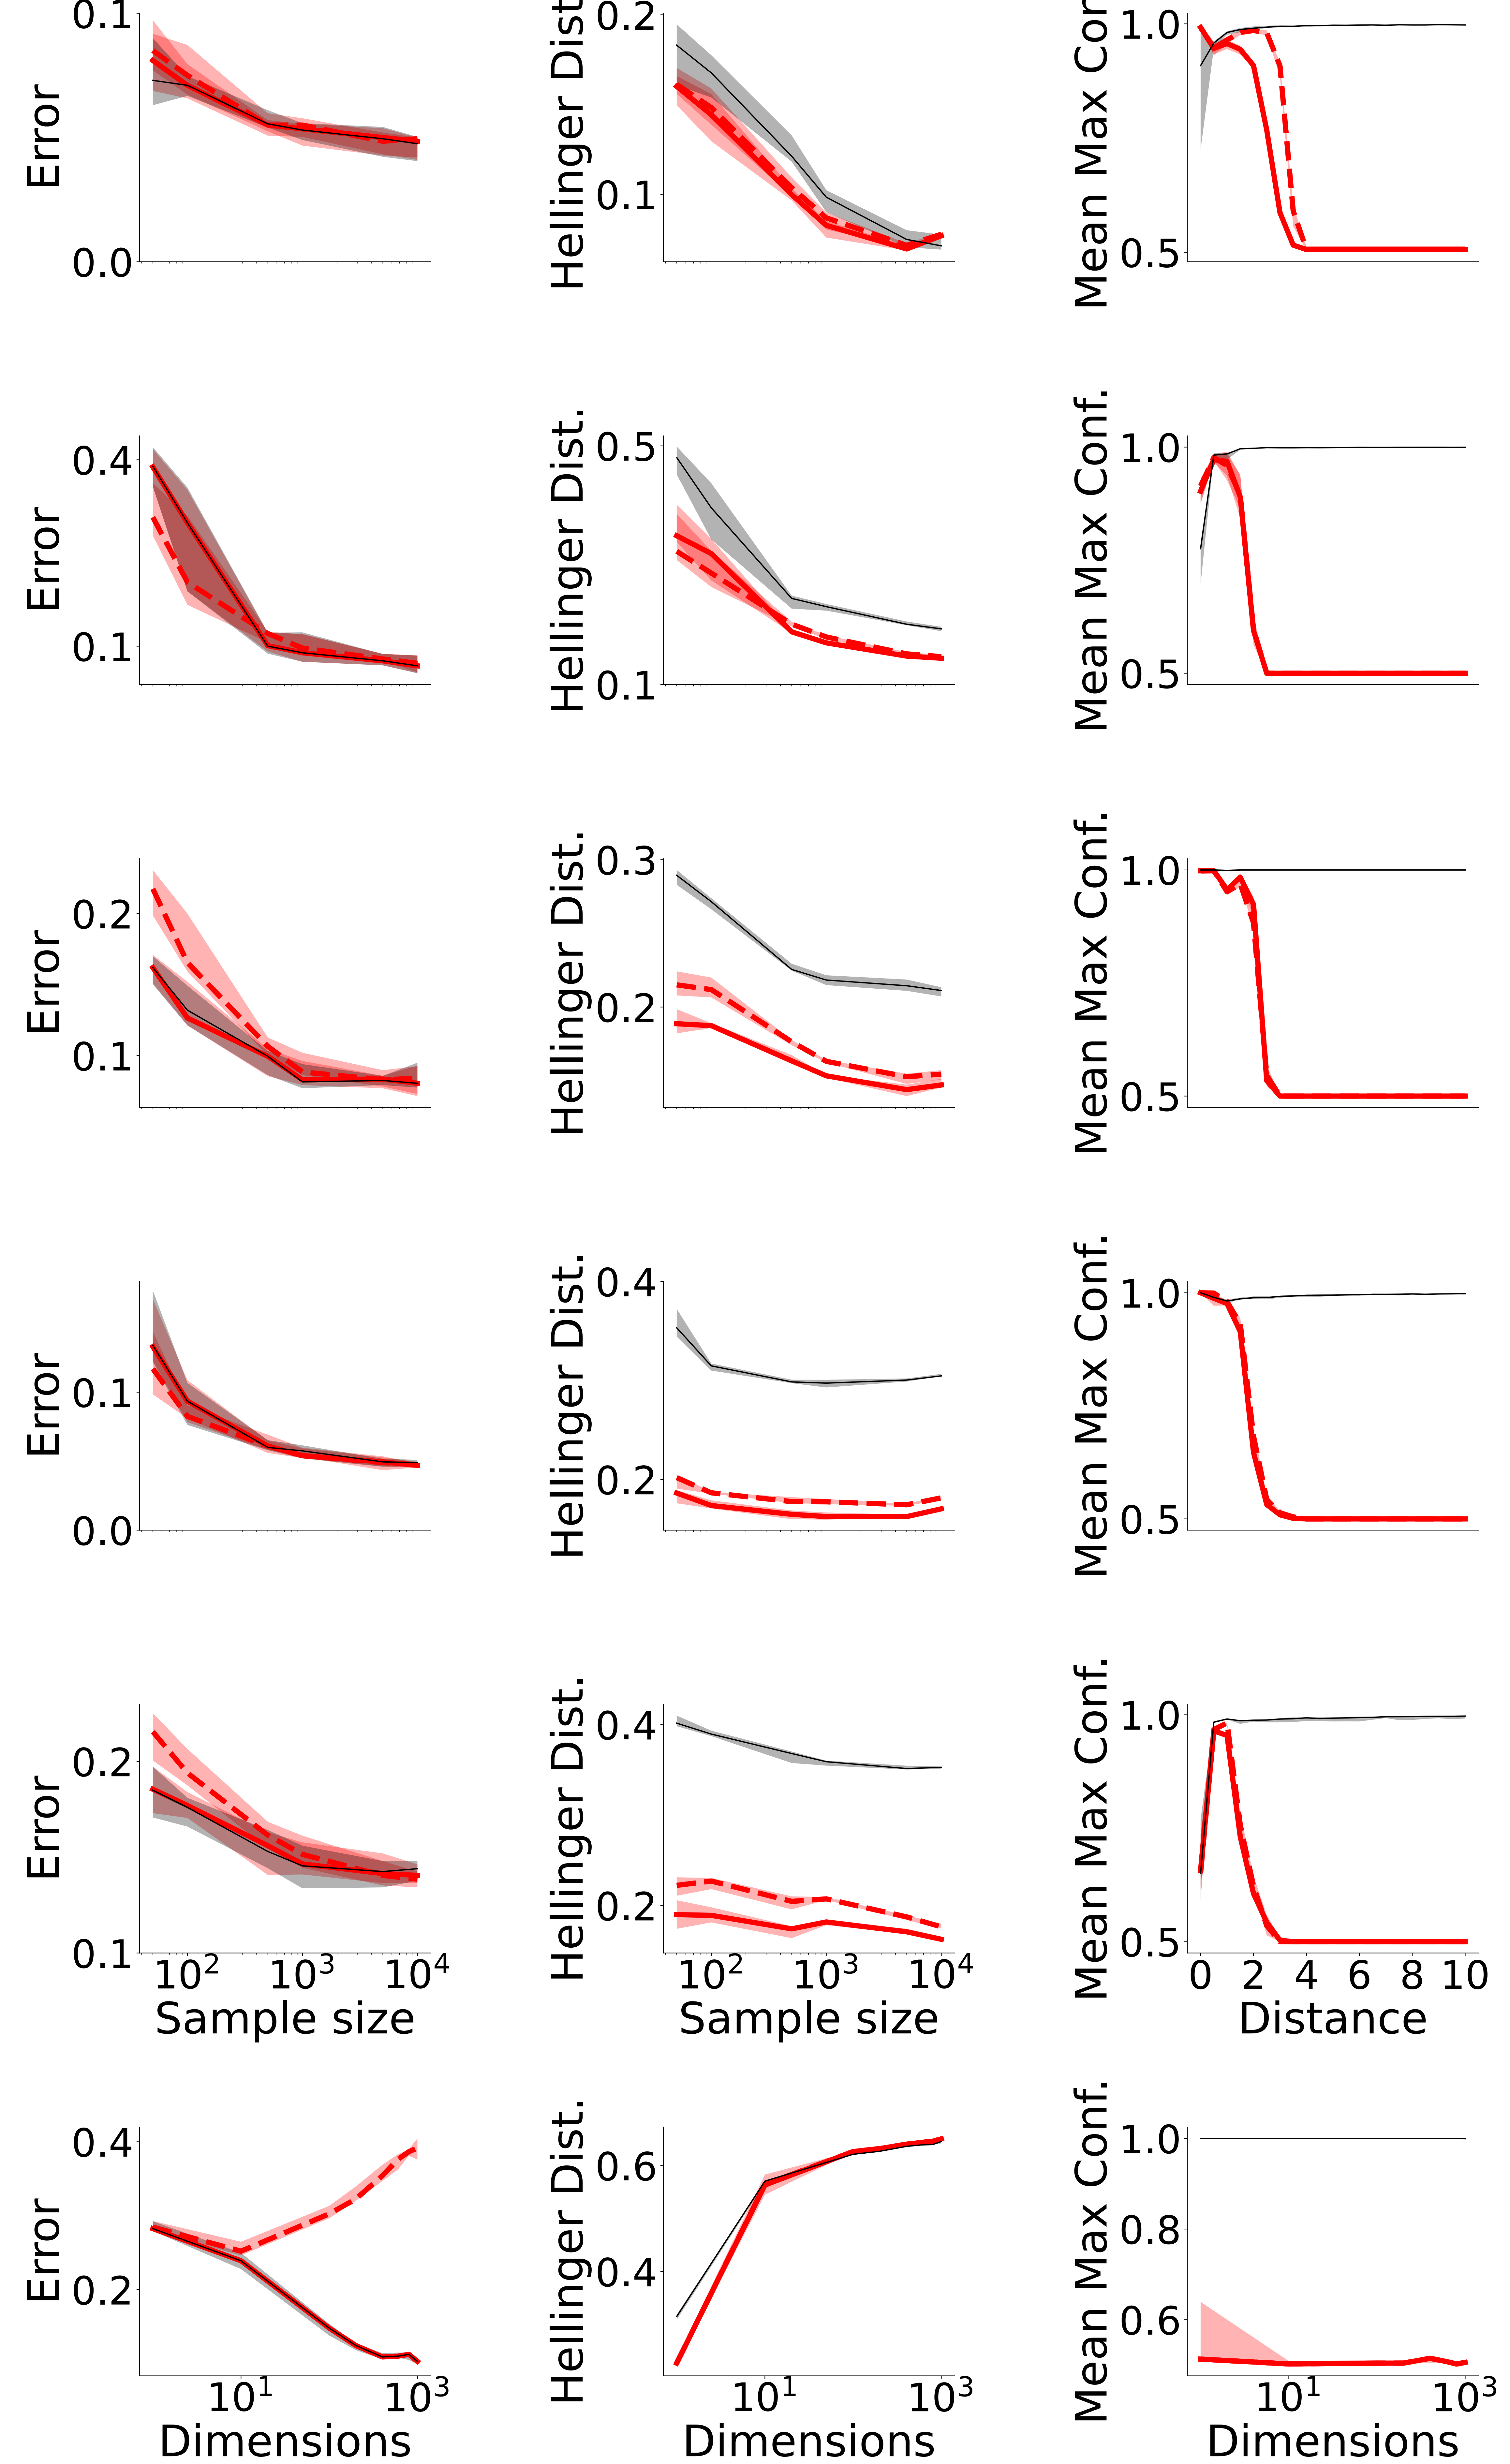 0.1
Error
0.0
0.2
Hellinger Dist
0.1
1.0
Mean Max Con
0.5
0.4
Error
0.1
0.5
Hellinger Dist.
0.1
1.0
Mean Max Conf.
0.5
0.2
Error
0.1
0.3
Hellinger Dist.
0.2
1.0
Mean Max Conf.
0.5
0.1
Error
0.0
0.4
Hellinger Dist.
0.2
1.0
Mean Max Conf.
0.5
0.2
Error
0.1
10² 10³ 10⁴
Sample size
0.4
Hellinger Dist.
0.2
10² 10³ 10⁴
Sample size
1.0
Mean Max Conf.
0.5
0 2 4 6 8 10
Distance
0.4
Error
0.2
10¹ 10³
Dimensions
0.6
Hellinger Dist.
0.4
10¹ 10³
Dimensions
1.0
Mean Max Conf.
0.8
0.6
10¹ 10³
Dimensions